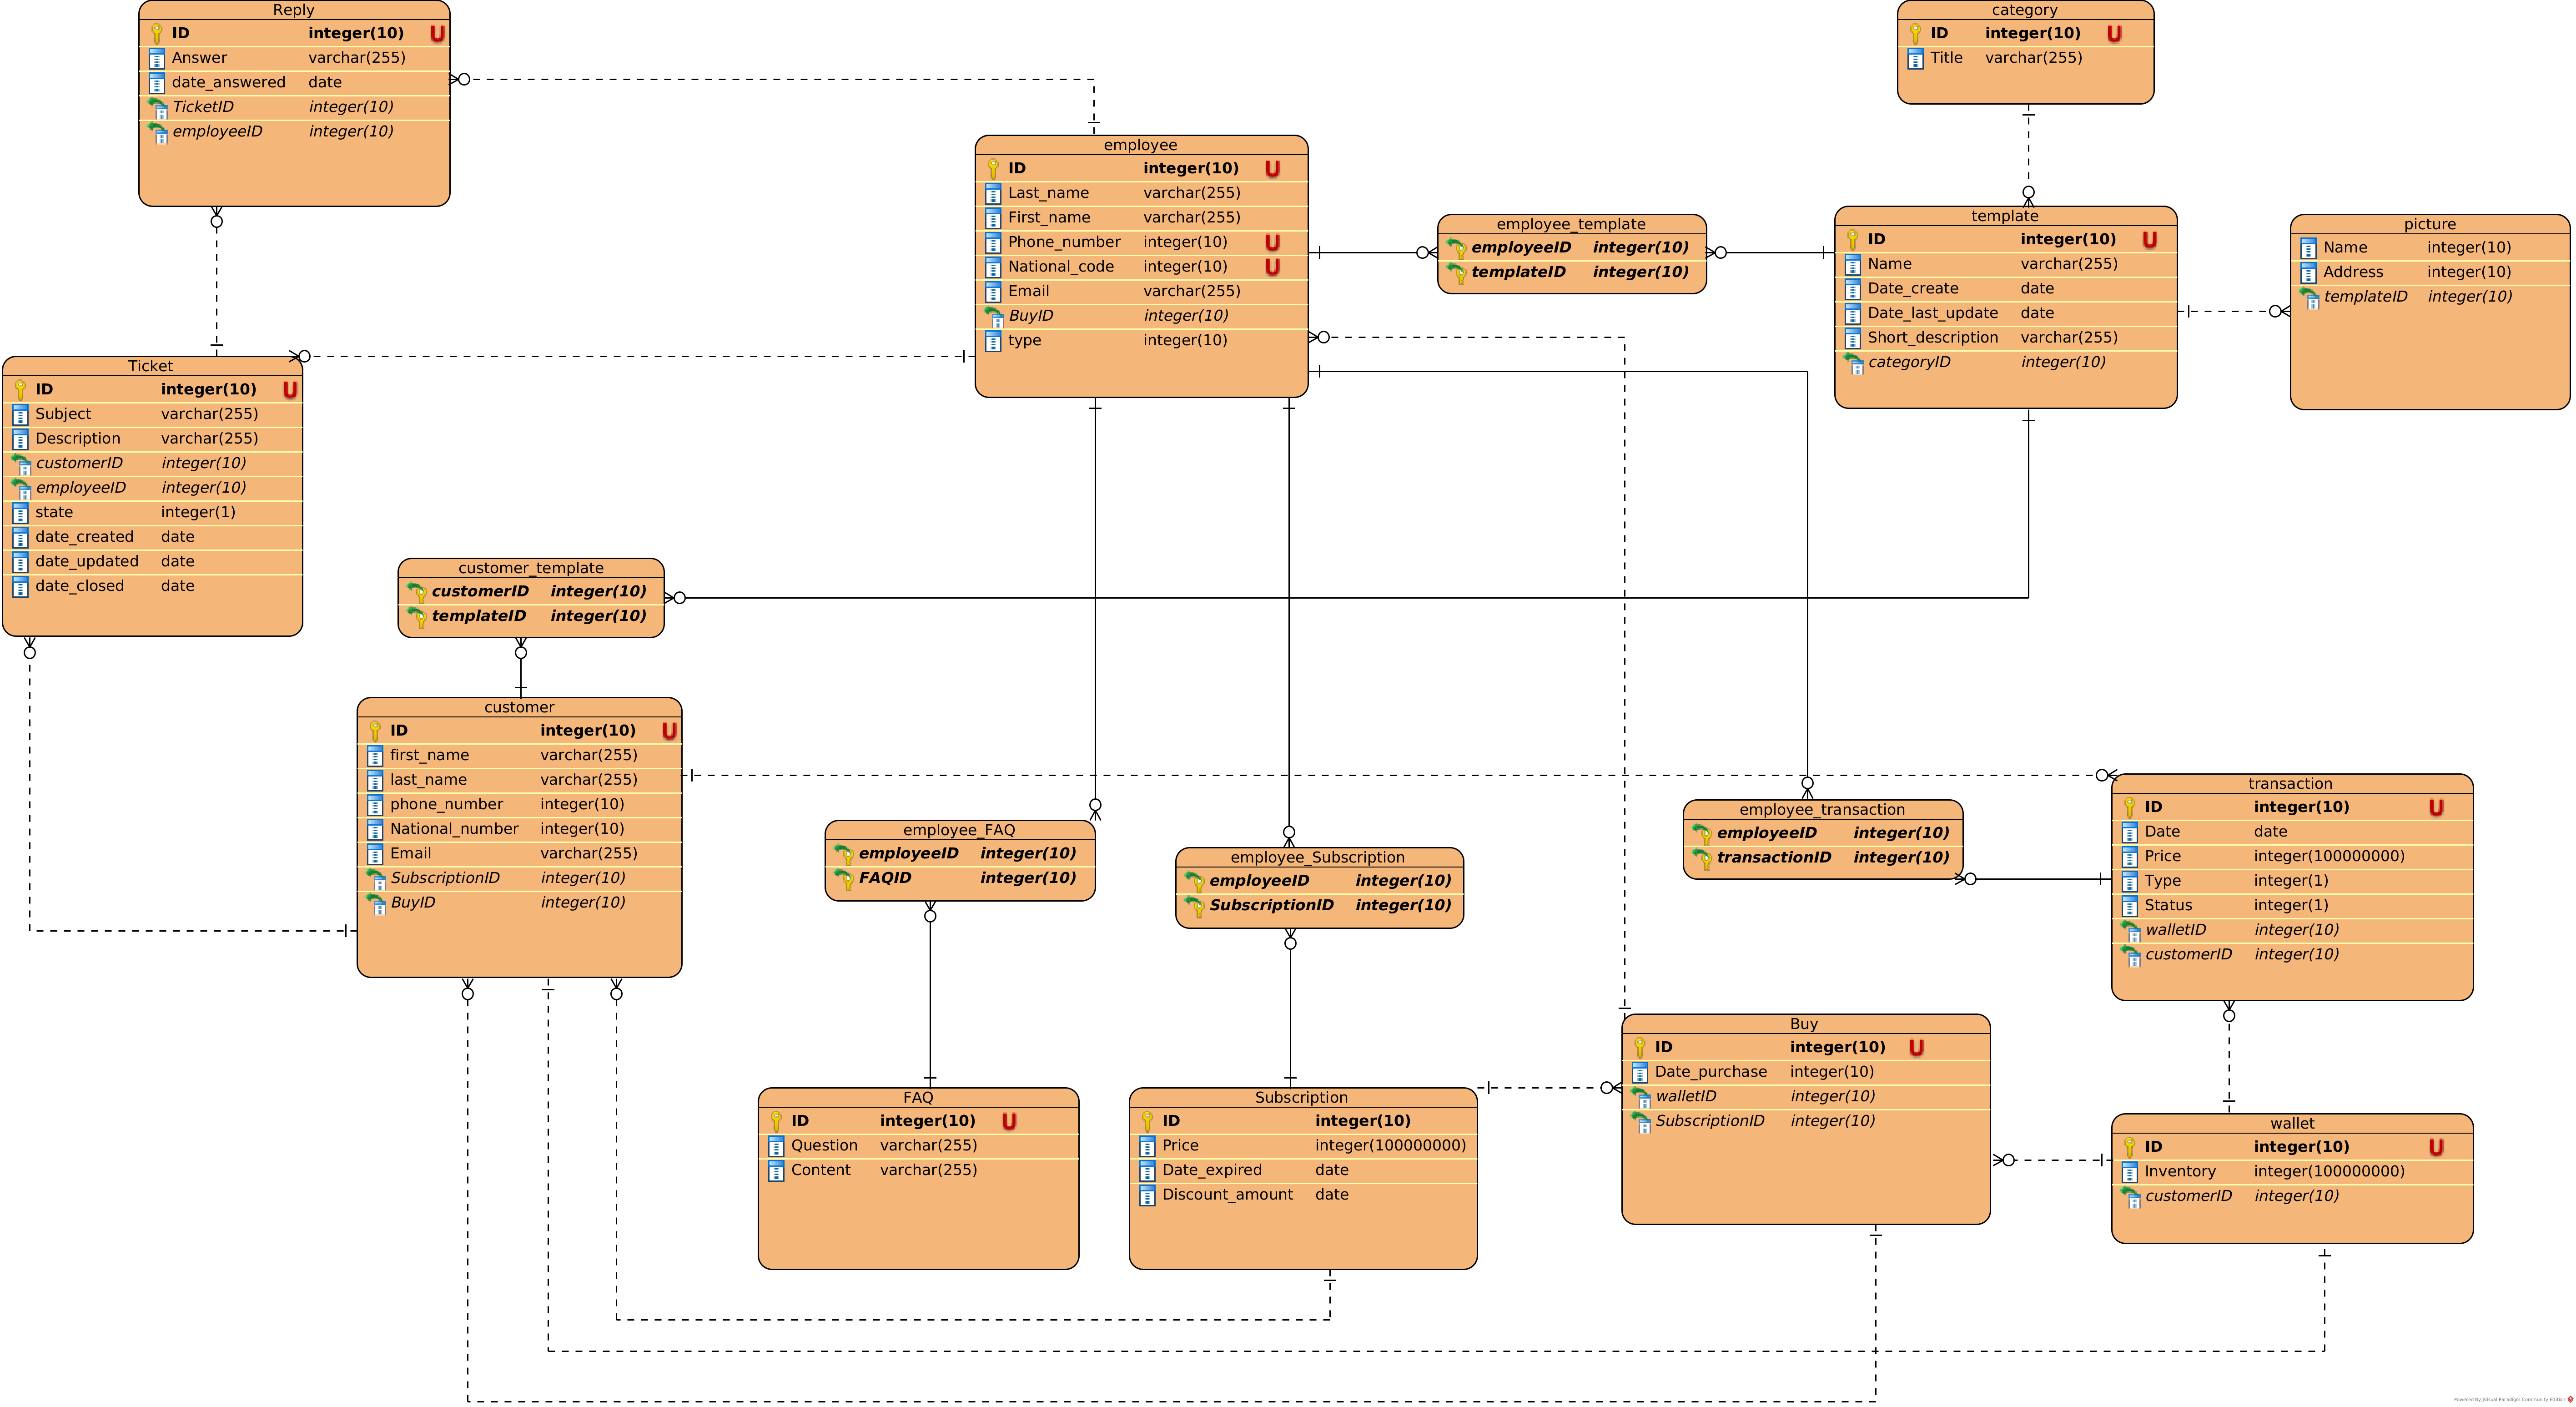 Reply
ID integer(10) U
Answer varchar(255)
date_answered date
TicketID integer(10)
employeeID integer(10)
category
ID integer(10) U
Title varchar(255)
employee
ID integer(10) U
Last_name varchar(255)
First_name varchar(255)
Phone_number integer(10) U
National_code integer(10) U
Email varchar(255)
BuyID integer(10)
type integer(10)
employee_template
employeeID integer(10)
templateID integer(10)
template
ID integer(10) U
Name varchar(255)
Date_create date
Date_last_update date
Short_description varchar(255)
categoryID integer(10)
picture
Name integer(10)
Address integer(10)
templateID integer(10)
Ticket
ID integer(10) U
Subject varchar(255)
Description varchar(255)
customerID integer(10)
employeeID integer(10)
state integer(1)
date_created date
date_updated date
date_closed date
customer_template
customerID integer(10)
templateID integer(10)
customer
ID integer(10) U
first_name varchar(255)
last_name varchar(255)
phone_number integer(10)
National_number integer(10)
Email varchar(255)
SubscriptionID integer(10)
BuyID integer(10)
employee_FAQ
employeeID integer(10)
FAQID integer(10)
employee_Subscription
employeeID integer(10)
SubscriptionID integer(10)
employee_transaction
employeeID integer(10)
transactionID integer(10)
transaction
ID integer(10) U
Date date
Price integer(100000000)
Type integer(1)
Status integer(1)
walletID integer(10)
customerID integer(10)
FAQ
ID integer(10) U
Question varchar(255)
Content varchar(255)
Subscription
ID integer(10)
Price integer(100000000)
Date_expired date
Discount_amount date
Buy
ID integer(10) U
Date_purchase integer(10)
walletID integer(10)
SubscriptionID integer(10)
wallet
ID integer(10) U
Inventory integer(100000000)
customerID integer(10)
Powered By Visual Paradigm Community Edition